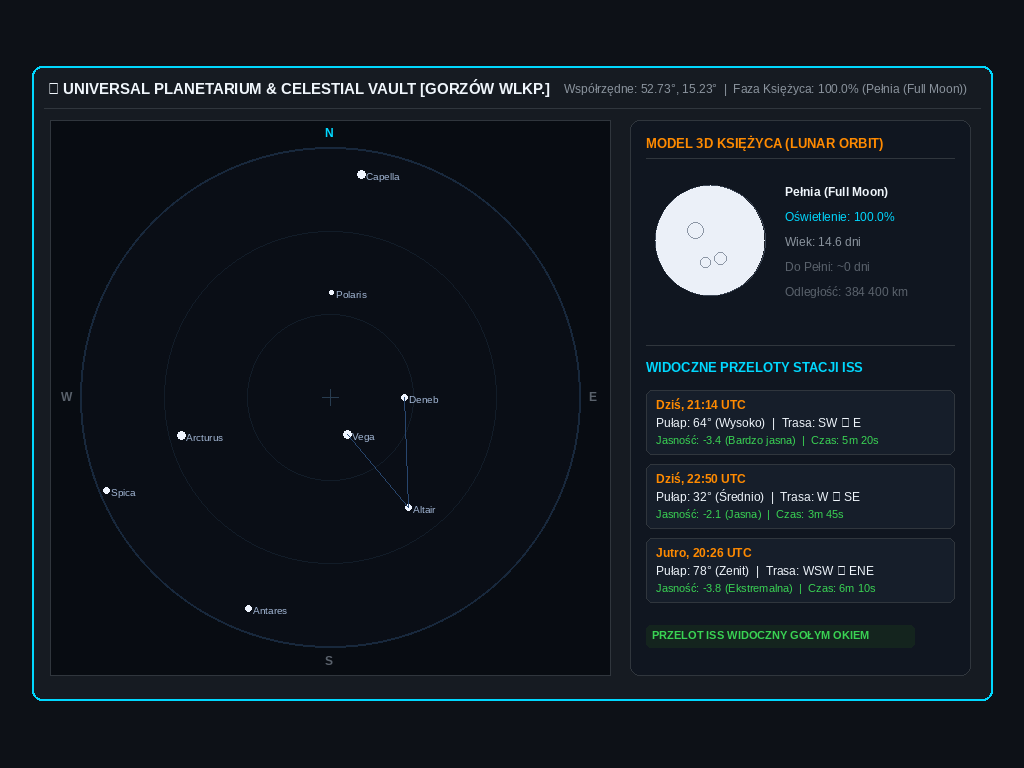 UNIVERSAL PLANETARIUM & CELESTIAL VAULT [GORZÓW WLKP.] Współrzędne: 52.73°, 15.23° | Faza Księżyca: 100.0% (Pełnia (Full Moon))
N
Capella
Polaris
W
E
Deneb
Arcturus
Vega
Spica
Altair
Antares
S
MODEL 3D KSIĘŻYCA (LUNAR ORBIT)
Pełnia (Full Moon)
Oświetlenie: 100.0%
Wiek: 14.6 dni
Do Pełni: ~0 dni
Odległość: 384 400 km
WIDOCZNE PRZELOTY STACJI ISS
Dziś, 21:14 UTC
Pułap: 64° (Wysoko) | Trasa: SW □ E
Jasność: -3.4 (Bardzo jasna) | Czas: 5m 20s
Dziś, 22:50 UTC
Pułap: 32° (Średnio) | Trasa: W □ SE
Jasność: -2.1 (Jasna) | Czas: 3m 45s
Jutro, 20:26 UTC
Pułap: 78° (Zenit) | Trasa: WSW □ ENE
Jasność: -3.8 (Ekstremalna) | Czas: 6m 10s
PRZELOT ISS WIDOCZNY GOŁYM OKIEM